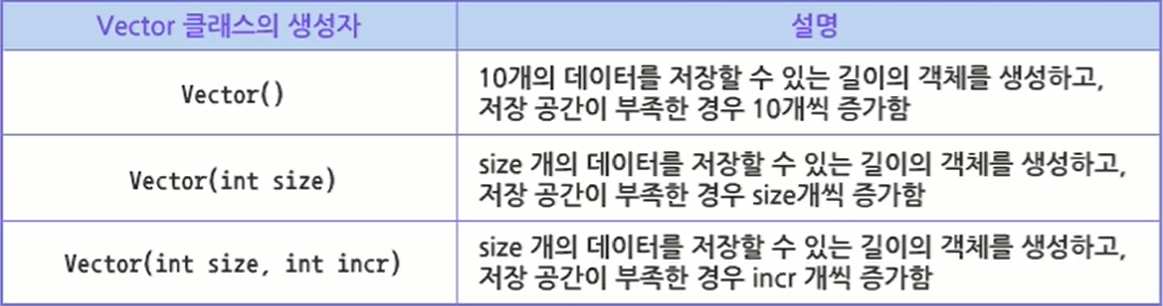 Vector 클래스의 생성자
설명
Vector()
10개의 데이터를 저장할 수 있는 길이의 객체를 생성하고,
저장 공간이 부족한 경우 10개씩 증가함
Vector(int size)
size 개의 데이터를 저장할 수 있는 길이의 객체를 생성하고,
저장 공간이 부족한 경우 size개씩 증가함
Vector(int size, int incr)
size 개의 데이터를 저장할 수 있는 길이의 객체를 생성하고,
저장 공간이 부족한 경우 incr 개씩 증가함